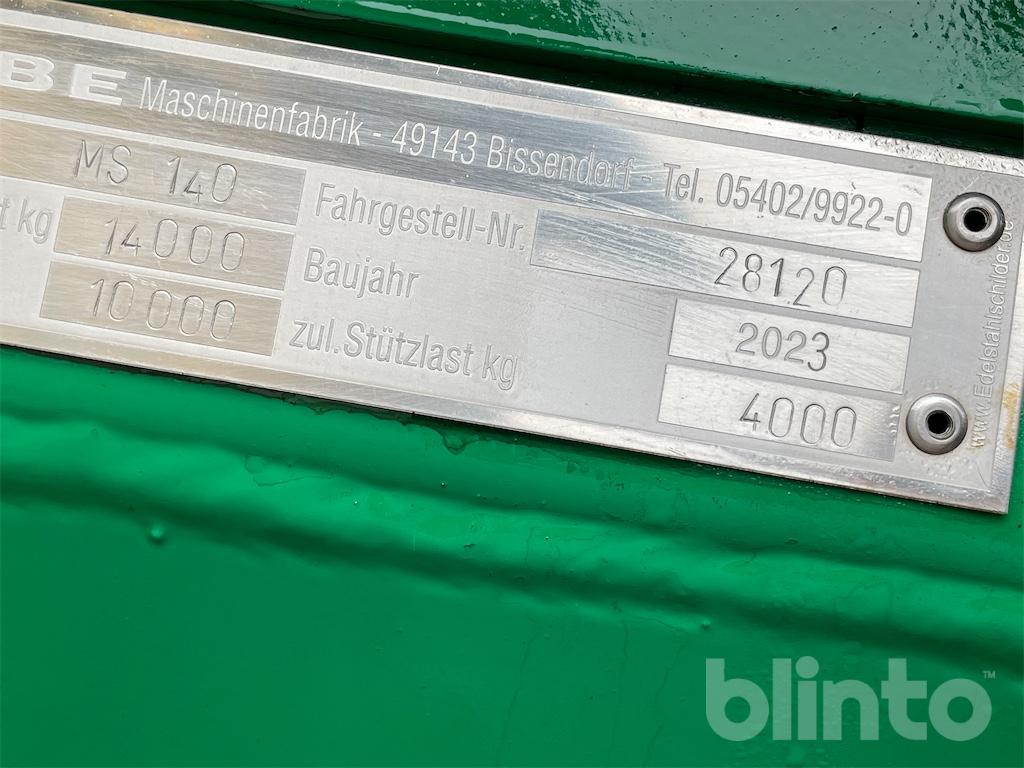 BE Maschinenfabrik - 49143 Bissendorf - Tel. 05402/9922-0
MS 140 Fahrgestell-Nr. 28120
t kg 14000 Baujahr 2023
10000 zul.Stützlast kg 4000
www.Edelstahlschilder.de
blinto™